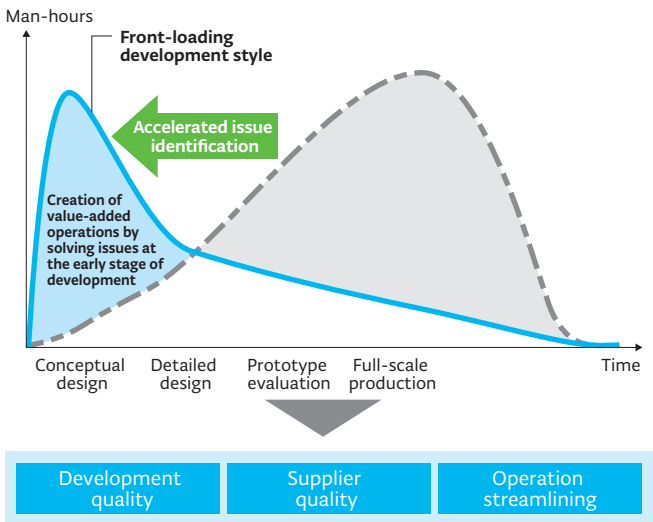 Man-hours
Front-loading
development style
Accelerated issue
identification
Creation of
value-added
operations by
solving issues at
the early stage of
development
Conceptual
design
Detailed
design
Prototype
evaluation
Full-scale
production
Time
Development
quality
Supplier
quality
Operation
streamlining